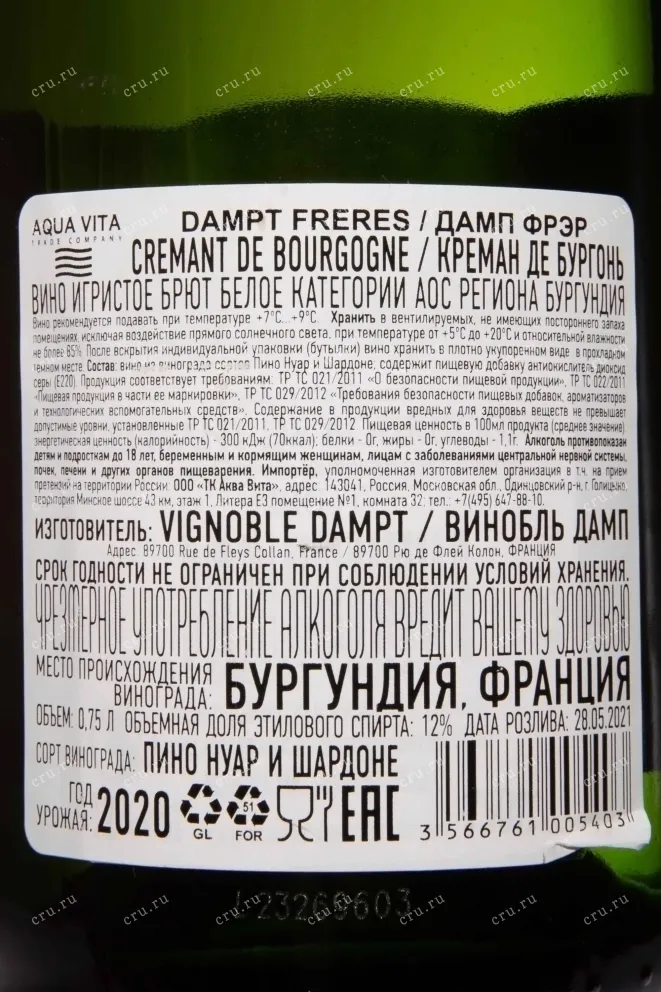 AQUA VITA
TRADE COMPANY
DAMPT FRERES / ДАМП ФРЭР
CREMANT DE BOURGOGNE / КРЕМАН ДЕ БУРГОНЬ
ВИНО ИГРИСТОЕ БРЮТ БЕЛОЕ КАТЕГОРИИ АОС РЕГИОНА БУРГУНДИЯ
Вино рекомендуется подавать при температуре +7°С...+9°С. Хранить в вентилируемых, не имеющих постороннего запаха
помещениях, исключая воздействие прямого солнечного света, при температуре от +5°С до +20°С и относительной влажности
не более 85%. После вскрытия индивидуальной упаковки (бутылки) вино хранить в плотно укупоренном виде в прохладном
темном месте. Состав: вино из винограда сортов Пино Нуар и Шардоне; содержит пищевую добавку антиокислитель диоксид
серы (Е220). Продукция соответствует требованиям: ТР ТС 021/2011 «О безопасности пищевой продукции», ТР ТС 022/2011
«Пищевая продукция в части ее маркировки», ТР ТС 029/2012 «Требования безопасности пищевых добавок, ароматизаторов
и технологических вспомогательных средств». Содержание в продукции вредных для здоровья веществ не превышает
допустимые уровни, установленные ТР ТС 021/2011, ТР ТС 029/2012. Пищевая ценность в 100мл продукта (среднее значение):
энергетическая ценность (калорийность) - 300 кДж (70ккал); белки - 0г, жиры - 0г, углеводы - 1,1г. Алкоголь противопоказан
детям и подросткам до 18 лет, беременным и кормящим женщинам, лицам с заболеваниями центральной нервной системы,
почек, печени и других органов пищеварения. Импортёр, уполномоченная изготовителем организация в т.ч. на прием
претензий на территории России: ООО «ТК Аква Вита», адрес: 143041, Россия, Московская обл., Одинцовский р-н, г.Голицыно,
территория Минское шоссе 43 км, этаж 1, Литера Е3 помещение №1, комната 32; тел.: +7(495) 647-88-10.
ИЗГОТОВИТЕЛЬ: VIGNOBLE DAMPT / ВИНОБЛЬ ДАМП
Адрес: 89700 Rue de Fleys Collan, France / 89700 Рю де Флей Колон, ФРАНЦИЯ
СРОК ГОДНОСТИ НЕ ОГРАНИЧЕН ПРИ СОБЛЮДЕНИИ УСЛОВИЙ ХРАНЕНИЯ.
ЧРЕЗМЕРНОЕ УПОТРЕБЛЕНИЕ АЛКОГОЛЯ ВРЕДИТ ВАШЕМУ ЗДОРОВЬЮ
МЕСТО ПРОИСХОЖДЕНИЯ
ВИНОГРАДА: БУРГУНДИЯ, ФРАНЦИЯ
ОБЪЕМ: 0,75 Л ОБЪЕМНАЯ ДОЛЯ ЭТИЛОВОГО СПИРТА: 12% ДАТА РОЗЛИВА: 28.05.2021
СОРТ ВИНОГРАДА: ПИНО НУАР И ШАРДОНЕ
ГОД
УРОЖАЯ: 2020
GL
51
FOR
EAC
3 566761 005403
L 23269603
cru.ru